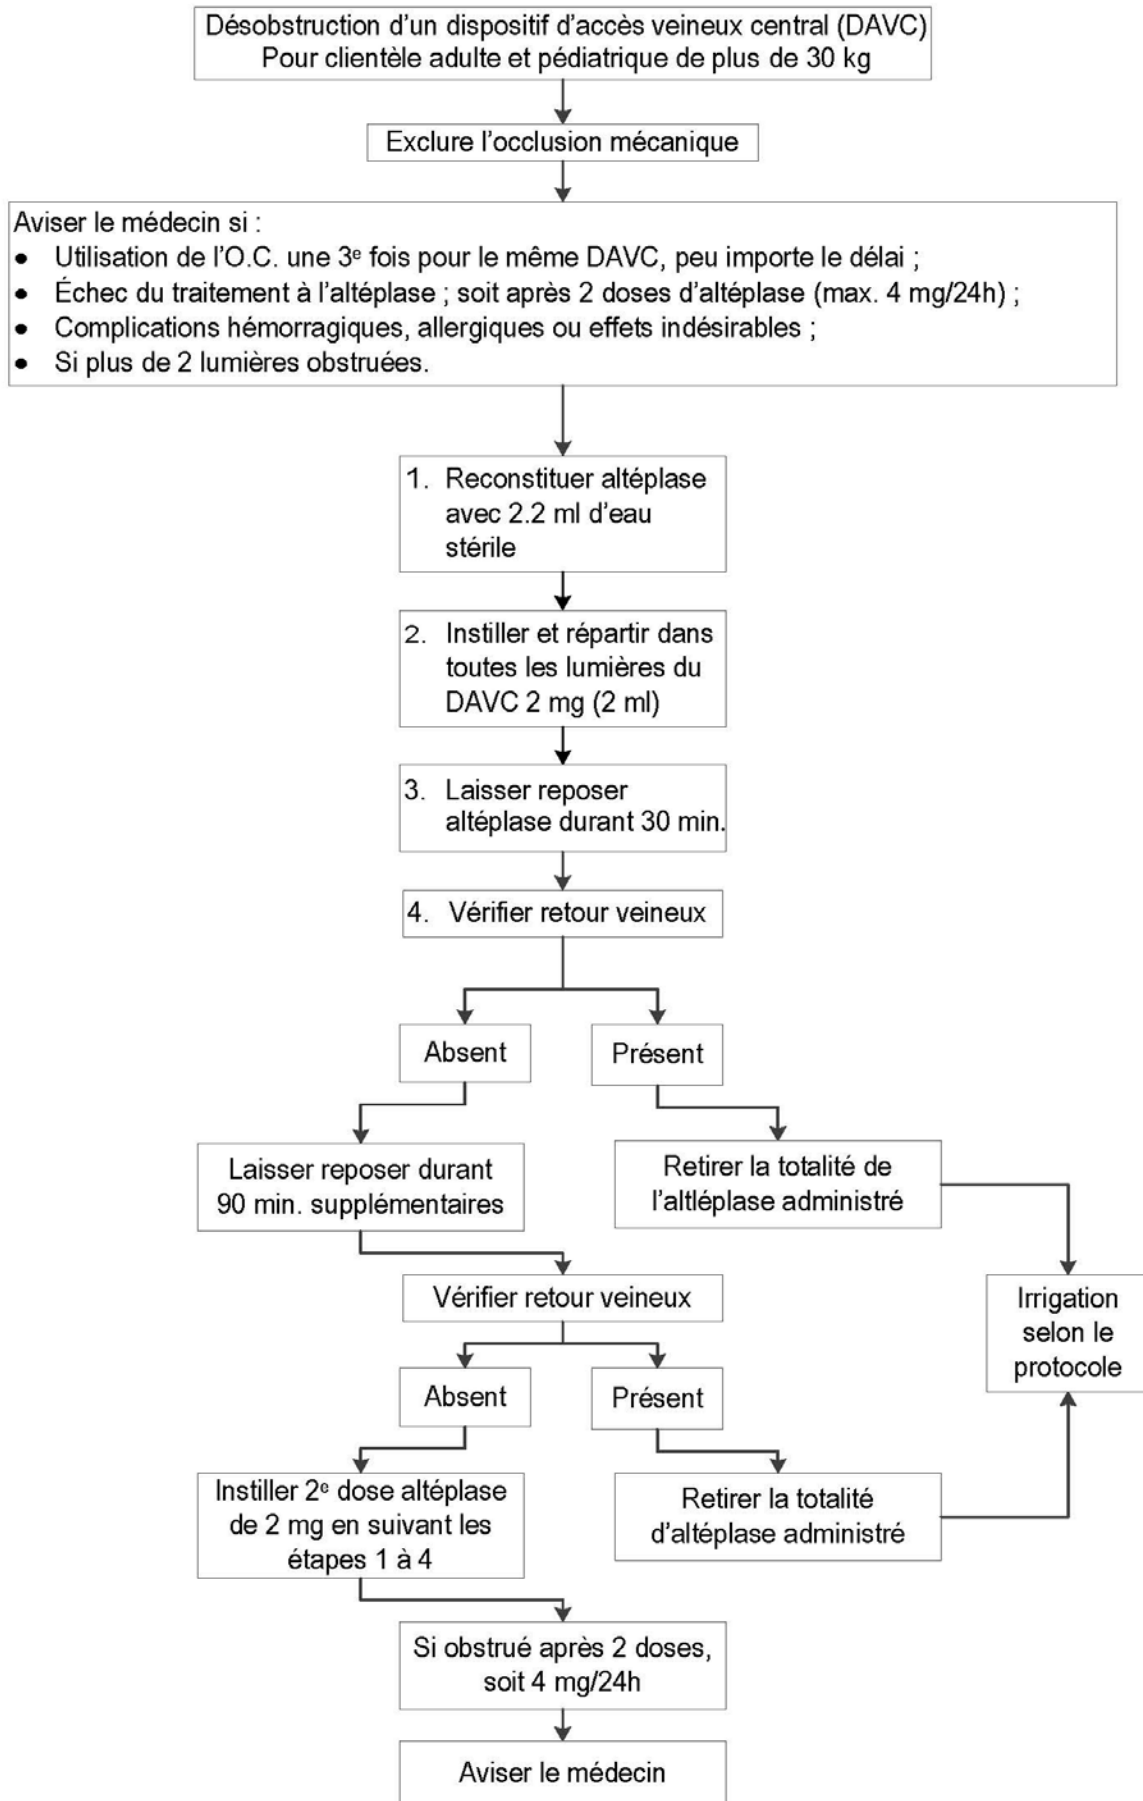 Désobstruction d'un dispositif d'accès veineux central (DAVC)
Pour clientèle adulte et pédiatrique de plus de 30 kg
Exclure l'occlusion mécanique
Aviser le médecin si :
• Utilisation de l'O.C. une 3e fois pour le même DAVC, peu importe le délai ;
• Échec du traitement à l'altéplase ; soit après 2 doses d'altéplase (max. 4 mg/24h) ;
• Complications hémorragiques, allergiques ou effets indésirables ;
• Si plus de 2 lumières obstruées.
1. Reconstituer altéplase
avec 2.2 ml d'eau
stérile
2. Instiller et répartir dans
toutes les lumières du
DAVC 2 mg (2 ml)
3. Laisser reposer
altéplase durant 30 min.
4. Vérifier retour veineux
Absent
Présent
Laisser reposer durant
90 min. supplémentaires
Retirer la totalité de
l'altléplase administré
Vérifier retour veineux
Irrigation
selon le
protocole
Absent
Présent
Instiller 2e dose altéplase
de 2 mg en suivant les
étapes 1 à 4
Retirer la totalité
d'altéplase administré
Si obstrué après 2 doses,
soit 4 mg/24h
Aviser le médecin